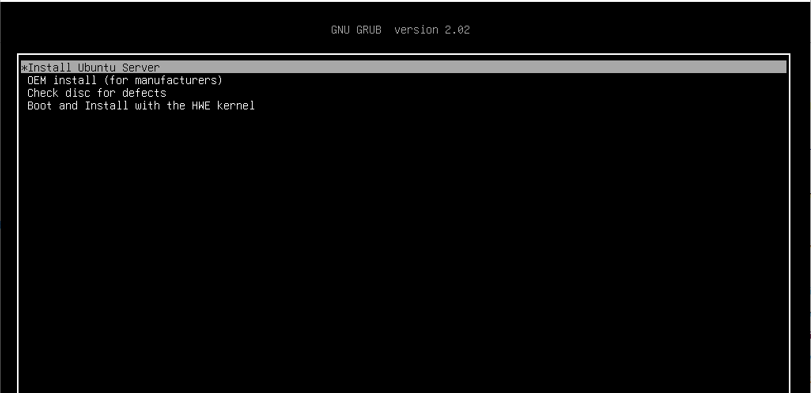 GNU GRUB  version 2.02
*Install Ubuntu Server
OEM install (for manufacturers)
Check disc for defects
Boot and Install with the HWE kernel